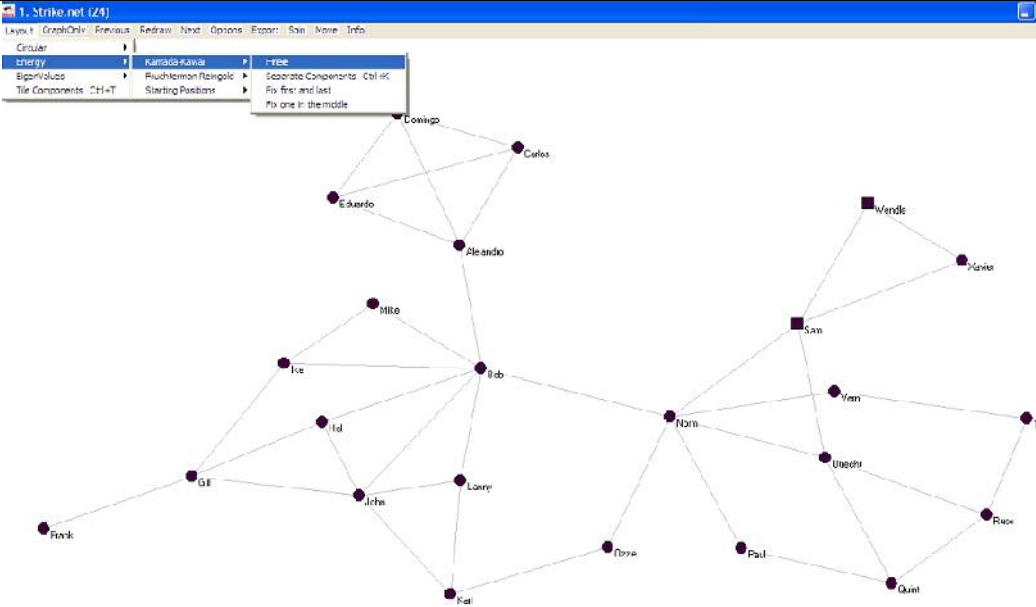 1. Strike.net (24)
Layout GraphOnly Previous Redraw Next Options Export Spin Move Info
Circular
Energy Kamada-Kawai Free
EigenValues Fruchterman Reingold Separate Components Ctrl+K
Tile Components Ctrl+T Starting Positions Fix first and last
Fix one in the middle
Domingo
Carlos
Eduardo
Wendle
Alejandro
Xavier
Mike
Sam
Ike
Bob
Vern
Norm
Hal
Utrecht
Gill
Lanny
John
Russ
Frank
Ozzie
Paul
Quint
Karl